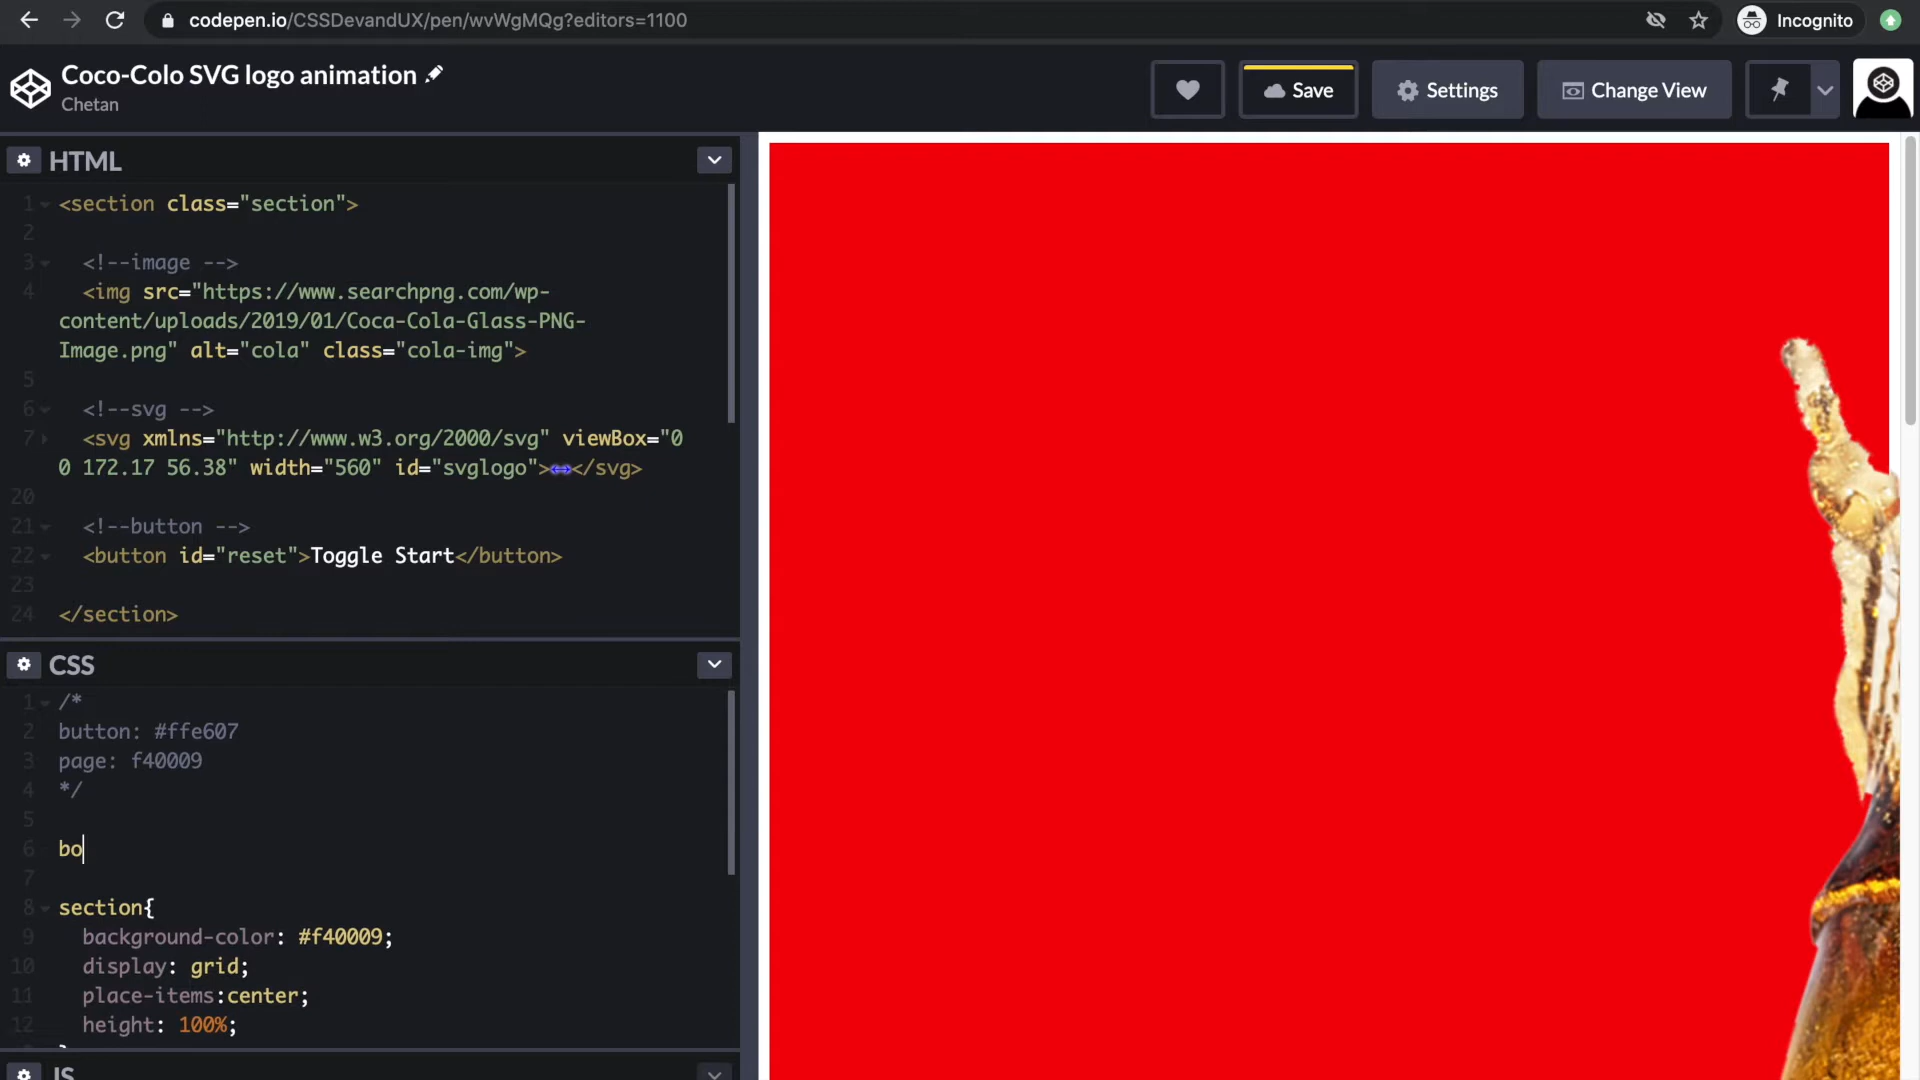 codepen.io/CSSDevandUX/pen/wvWgMQg?editors=1100
Incognito
Coco-Colo SVG logo animation
Chetan
Save
Settings
Change View
HTML
1 <section class="section">
2
3 <!--image -->
4 <img src="https://www.searchpng.com/wp-
content/uploads/2019/01/Coca-Cola-Glass-PNG-
Image.png" alt="cola" class="cola-img">
5
6 <!--svg -->
7 <svg xmlns="http://www.w3.org/2000/svg" viewBox="0
0 172.17 56.38" width="560" id="svglogo">↔</svg>
20
21 <!--button -->
22 <button id="reset">Toggle Start</button>
23
24 </section>
CSS
1 /*
2 button: #ffe607
3 page: f40009
4 */
5
6 bo
7
8 section{
9 background-color: #f40009;
10 display: grid;
11 place-items:center;
12 height: 100%;
JS